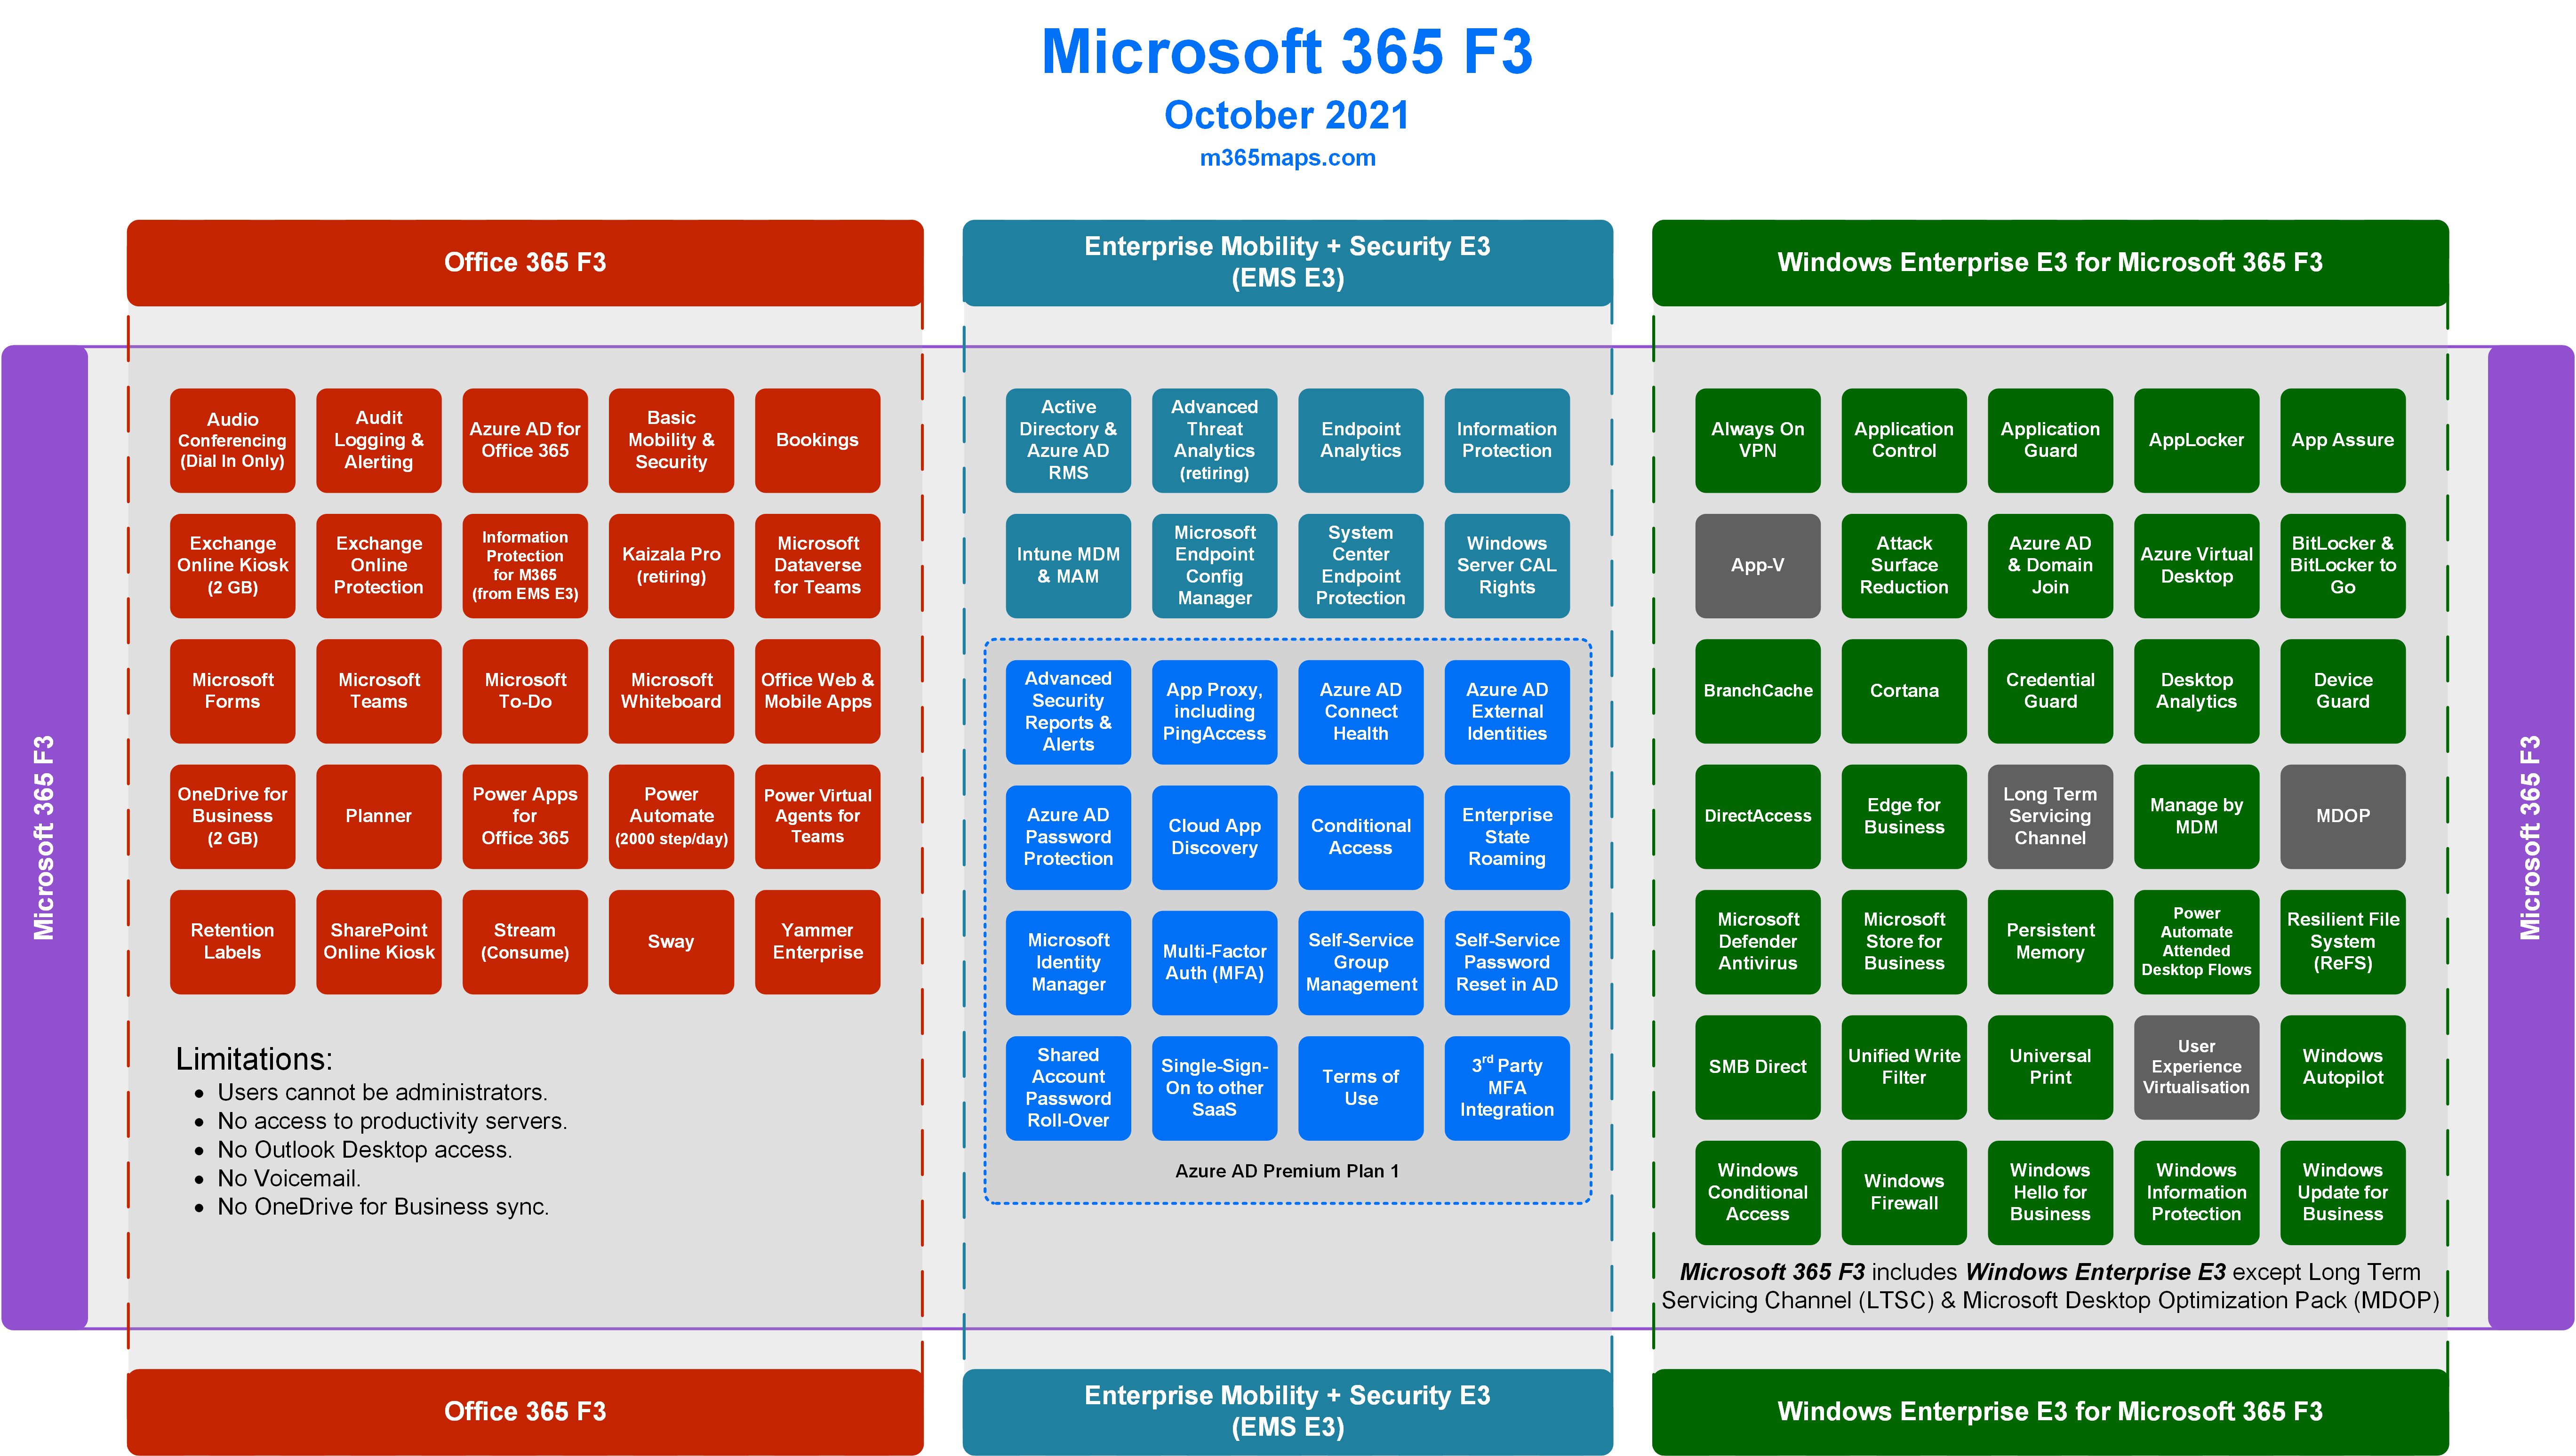 Microsoft 365 F3
October 2021
m365maps.com
Office 365 F3
Enterprise Mobility + Security E3
(EMS E3)
Windows Enterprise E3 for Microsoft 365 F3
Microsoft 365 F3
Audio
Conferencing
(Dial In Only)
Audit
Logging &
Alerting
Azure AD for
Office 365
Basic
Mobility &
Security
Bookings
Exchange
Online Kiosk
(2 GB)
Exchange
Online
Protection
Information
Protection
for M365
(from EMS E3)
Kaizala Pro
(retiring)
Microsoft
Dataverse
for Teams
Microsoft
Forms
Microsoft
Teams
Microsoft
To-Do
Microsoft
Whiteboard
Office Web &
Mobile Apps
OneDrive for
Business
(2 GB)
Planner
Power Apps
for
Office 365
Power
Automate
(2000 step/day)
Power Virtual
Agents for
Teams
Retention
Labels
SharePoint
Online Kiosk
Stream
(Consume)
Sway
Yammer
Enterprise
Limitations:
• Users cannot be administrators.
• No access to productivity servers.
• No Outlook Desktop access.
• No Voicemail.
• No OneDrive for Business sync.
Active
Directory &
Azure AD
RMS
Advanced
Threat
Analytics
(retiring)
Endpoint
Analytics
Information
Protection
Intune MDM
& MAM
Microsoft
Endpoint
Config
Manager
System
Center
Endpoint
Protection
Windows
Server CAL
Rights
Advanced
Security
Reports &
Alerts
App Proxy,
including
PingAccess
Azure AD
Connect
Health
Azure AD
External
Identities
Azure AD
Password
Protection
Cloud App
Discovery
Conditional
Access
Enterprise
State
Roaming
Microsoft
Identity
Manager
Multi-Factor
Auth (MFA)
Self-Service
Group
Management
Self-Service
Password
Reset in AD
Shared
Account
Password
Roll-Over
Single-Sign-
On to other
SaaS
Terms of
Use
3rd Party
MFA
Integration
Azure AD Premium Plan 1
Always On
VPN
Application
Control
Application
Guard
AppLocker
App Assure
App-V
Attack
Surface
Reduction
Azure AD
& Domain
Join
Azure Virtual
Desktop
BitLocker &
BitLocker to
Go
BranchCache
Cortana
Credential
Guard
Desktop
Analytics
Device
Guard
DirectAccess
Edge for
Business
Long Term
Servicing
Channel
Manage by
MDM
MDOP
Microsoft
Defender
Antivirus
Microsoft
Store for
Business
Persistent
Memory
Power
Automate
Attended
Desktop Flows
Resilient File
System
(ReFS)
SMB Direct
Unified Write
Filter
Universal
Print
User
Experience
Virtualisation
Windows
Autopilot
Windows
Conditional
Access
Windows
Firewall
Windows
Hello for
Business
Windows
Information
Protection
Windows
Update for
Business
Microsoft 365 F3 includes Windows Enterprise E3 except Long Term
Servicing Channel (LTSC) & Microsoft Desktop Optimization Pack (MDOP)
Microsoft 365 F3
Office 365 F3
Enterprise Mobility + Security E3
(EMS E3)
Windows Enterprise E3 for Microsoft 365 F3